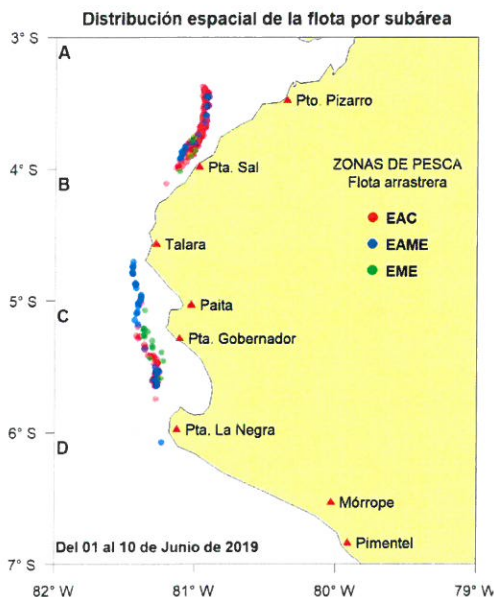 Distribución espacial de la flota por subárea
3° S
A
Pto. Pizarro
ZONAS DE PESCA
Flota arrastrera
4° S
Pta. Sal
B
EAC
Talara
EAME
EME
5° S
Paita
C
Pta. Gobernador
6° S
Pta. La Negra
D
Mórrope
Del 01 al 10 de Junio de 2019
Pimentel
7° S
82° W
81° W
80° W
79° W